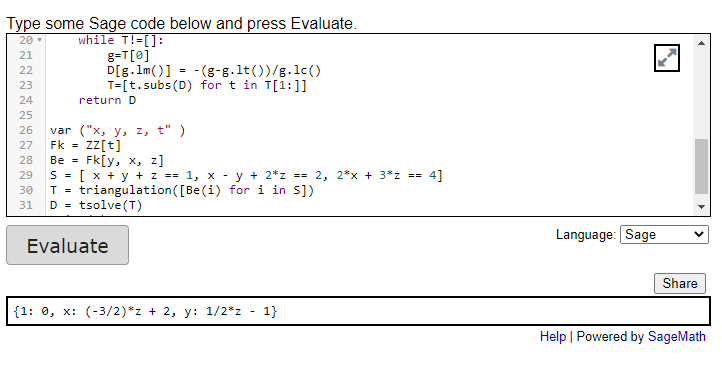 Type some Sage code below and press Evaluate.
20 while T!=[]:
21 g=T[0]
22 D[g.lm()] = -(g-g.lt())/g.lc()
23 T=[t.subs(D) for t in T[1:]]
24 return D
25
26 var ("x, y, z, t" )
27 Fk = ZZ[t]
28 Be = Fk[y, x, z]
29 S = [ x + y + z == 1, x - y + 2*z == 2, 2*x + 3*z == 4]
30 T = triangulation([Be(i) for i in S])
31 D = tsolve(T)
Evaluate
Language: Sage
Share
{1: 0, x: (-3/2)*z + 2, y: 1/2*z - 1}
Help | Powered by SageMath